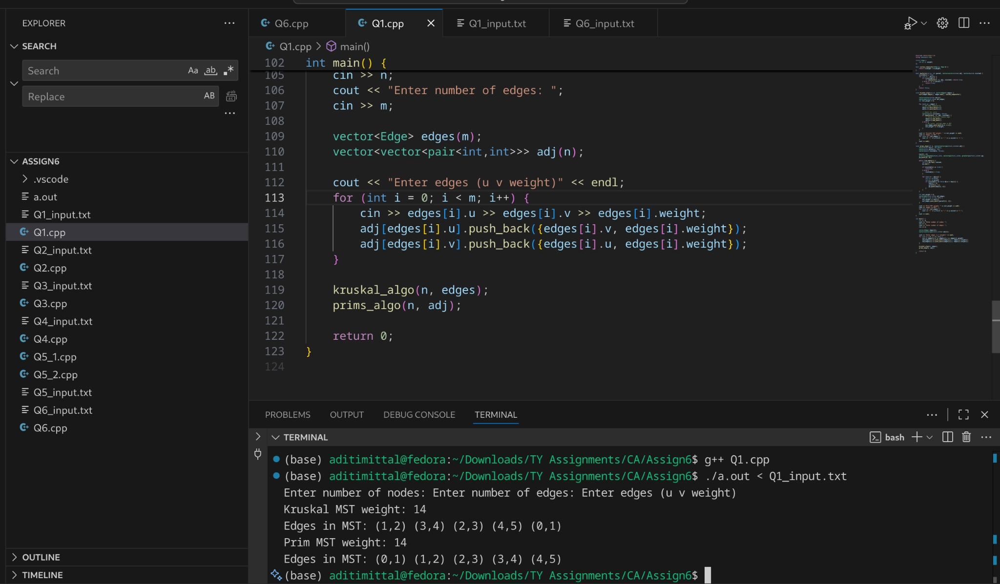 EXPLORER
SEARCH
Search
Aa ab
Replace
AB
ASSIGN6
.vscode
a.out
Q1_input.txt
Q1.cpp
Q2_input.txt
Q2.cpp
Q3_input.txt
Q3.cpp
Q4_input.txt
Q4.cpp
Q5_1.cpp
Q5_2.cpp
Q5_input.txt
Q6_input.txt
Q6.cpp
OUTLINE
TIMELINE
Q6.cpp Q1.cpp Q1_input.txt Q6_input.txt
Q1.cpp > main()
102 int main() {
105 cin >> n;
106 cout << "Enter number of edges: ";
107 cin >> m;
108
109 vector<Edge> edges(m);
110 vector<vector<pair<int,int>>> adj(n);
111
112 cout << "Enter edges (u v weight)" << endl;
113 for (int i = 0; i < m; i++) {
114 cin >> edges[i].u >> edges[i].v >> edges[i].weight;
115 adj[edges[i].u].push_back({edges[i].v, edges[i].weight});
116 adj[edges[i].v].push_back({edges[i].u, edges[i].weight});
117 }
118
119 kruskal_algo(n, edges);
120 prims_algo(n, adj);
121
122 return 0;
123 }
124
PROBLEMS OUTPUT DEBUG CONSOLE TERMINAL
TERMINAL
bash
(base) aditimittal@fedora:~/Downloads/TY Assignments/CA/Assign6$ g++ Q1.cpp
(base) aditimittal@fedora:~/Downloads/TY Assignments/CA/Assign6$ ./a.out < Q1_input.txt
Enter number of nodes: Enter number of edges: Enter edges (u v weight)
Kruskal MST weight: 14
Edges in MST: (1,2) (3,4) (2,3) (4,5) (0,1)
Prim MST weight: 14
Edges in MST: (0,1) (1,2) (2,3) (3,4) (4,5)
(base) aditimittal@fedora:~/Downloads/TY Assignments/CA/Assign6$